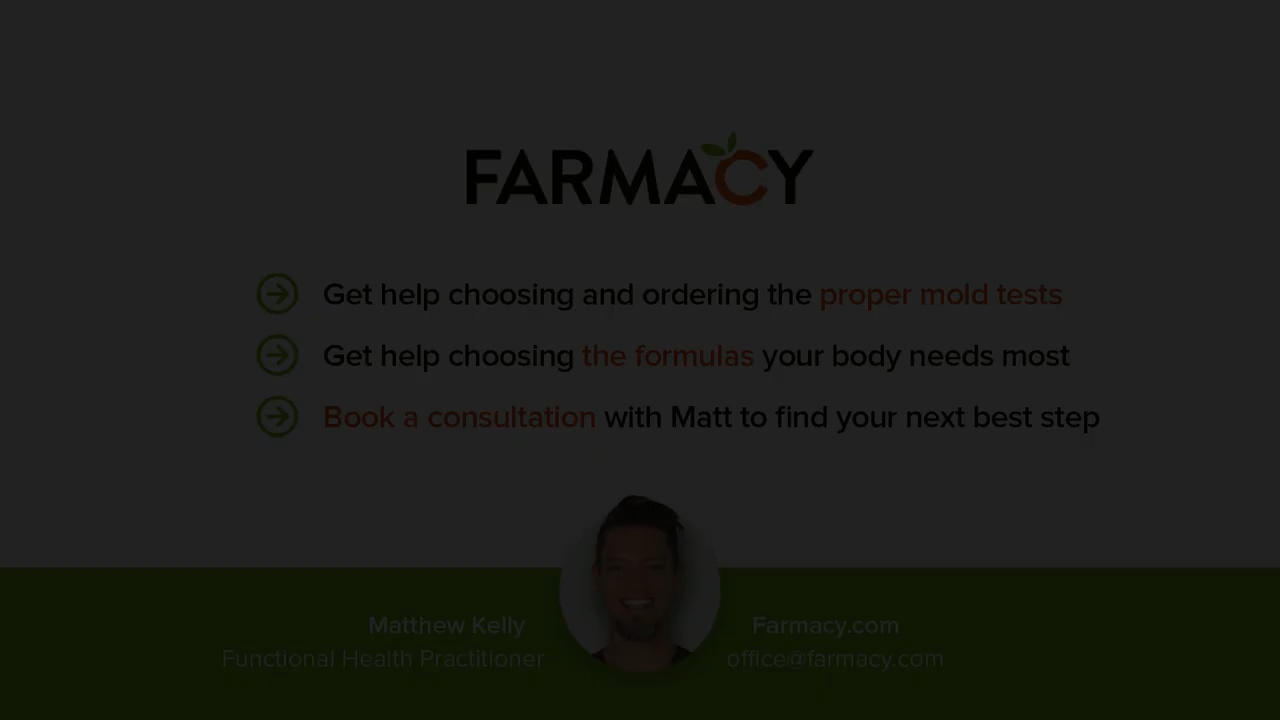 FARMACY
Get help choosing and ordering the proper mold tests
Get help choosing the formulas your body needs most
Book a consultation with Matt to find your next best step
Matthew Kelly
Functional Health Practitioner
Farmacy.com
office@farmacy.com